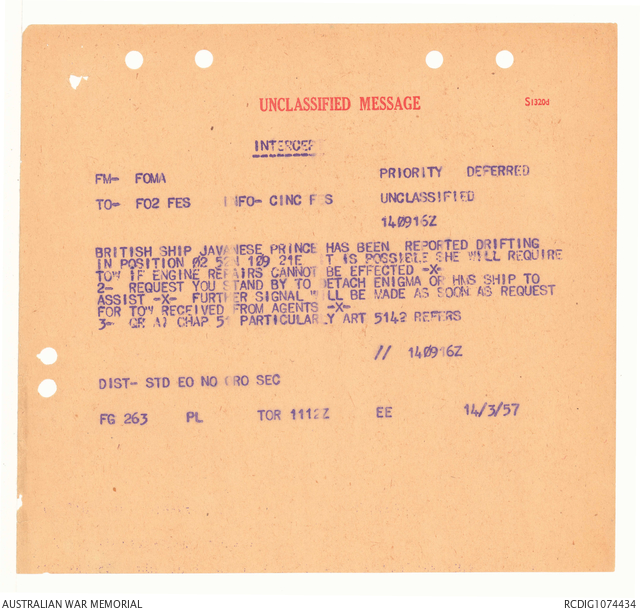 UNCLASSIFIED MESSAGE
S1320d
INTERCEPT
FM- FOMA
PRIORITY DEFERRED
TO- FO2 FES INFO- CINC FES
UNCLASSIFIED
140916Z
BRITISH SHIP JAVANESE PRINCE HAS BEEN REPORTED DRIFTING
IN POSITION 02 52N 109 21E IT IS POSSIBLE SHE WILL REQUIRE
TOW IF ENGINE REPAIRS CANNOT BE EFFECTED -X-
2- REQUEST YOU STAND BY TO DETACH ENIGMA OR HMS SHIP TO
ASSIST -X- FURTHER SIGNAL WILL BE MADE AS SOON AS REQUEST
FOR TOW RECEIVED FROM AGENTS -X-
3- QR AI CHAP 51 PARTICULARLY ART 5142 REFERS
// 140916Z
DIST- STD EO NO CRO SEC
FG 263 PL TOR 1112Z EE 14/3/57
AUSTRALIAN WAR MEMORIAL
RCDIG1074434